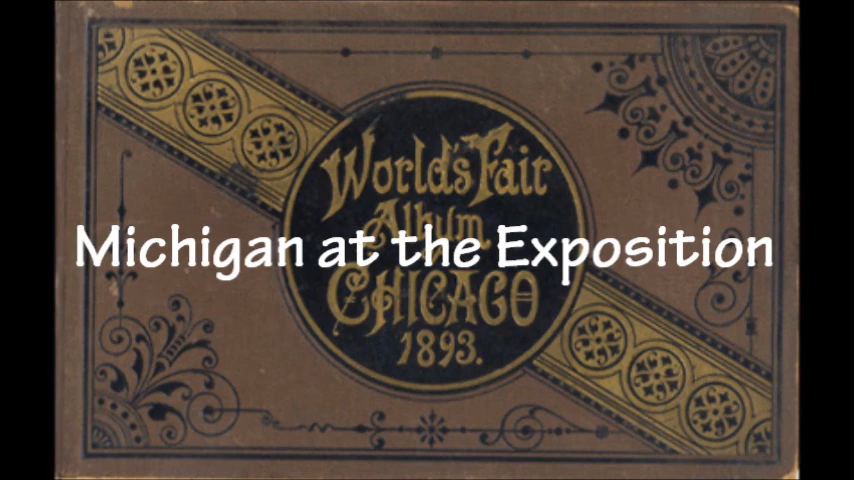 World's Fair
Album
Michigan at the Exposition
CHICAGO
1893.